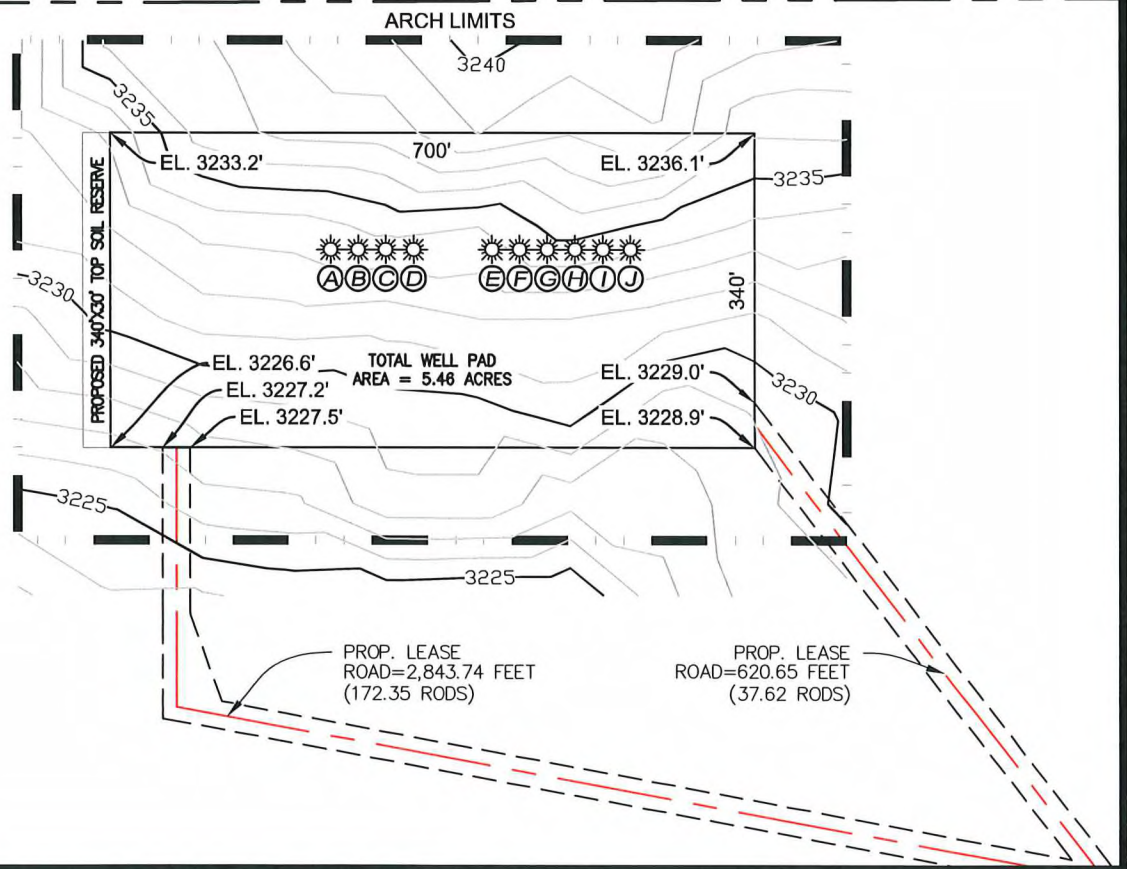 ARCH LIMITS
3240
3235
EL. 3233.2'
700'
EL. 3236.1'
3235
PROPOSED 340'X30' TOP SOIL RESERVE
A B C D
E F G H I J
340'
3230
EL. 3226.6'
TOTAL WELL PAD
AREA = 5.46 ACRES
EL. 3229.0'
3230
EL. 3227.2'
EL. 3227.5'
EL. 3228.9'
3225
3225
PROP. LEASE
ROAD=2,843.74 FEET
(172.35 RODS)
PROP. LEASE
ROAD=620.65 FEET
(37.62 RODS)